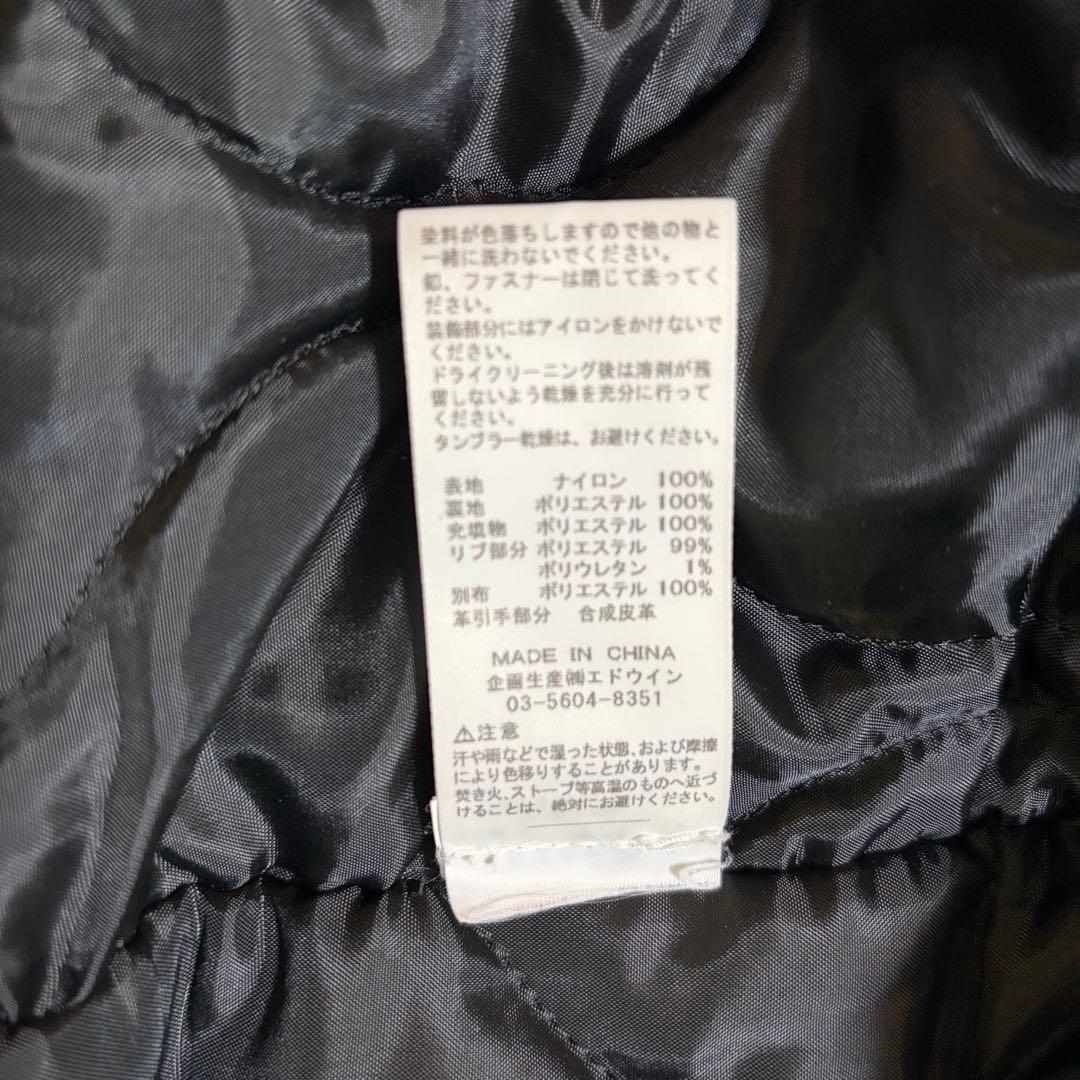 染料が色落ちしますので他の物と
一緒に洗わないでください。
釦、ファスナーは閉じて洗ってく
ださい。
装飾部分にはアイロンをかけないで
ください。
ドライクリーニング後は溶剤が残
留しないよう乾燥を充分に行って
ください。
タンブラー乾燥は、お避けください。
表地 ナイロン 100%
裏地 ポリエステル 100%
充填物 ポリエステル 100%
リブ部分 ポリエステル 99%
ポリウレタン 1%
別布 ポリエステル 100%
革引手部分 合成皮革
MADE IN CHINA
企画生産㈱エドウイン
03-5604-8351
⚠注意
汗や雨などで湿った状態、および摩擦
により色移りすることがあります。
焚き火、ストーブ等高温のものへ近づ
けることは、絶対にお避けください。